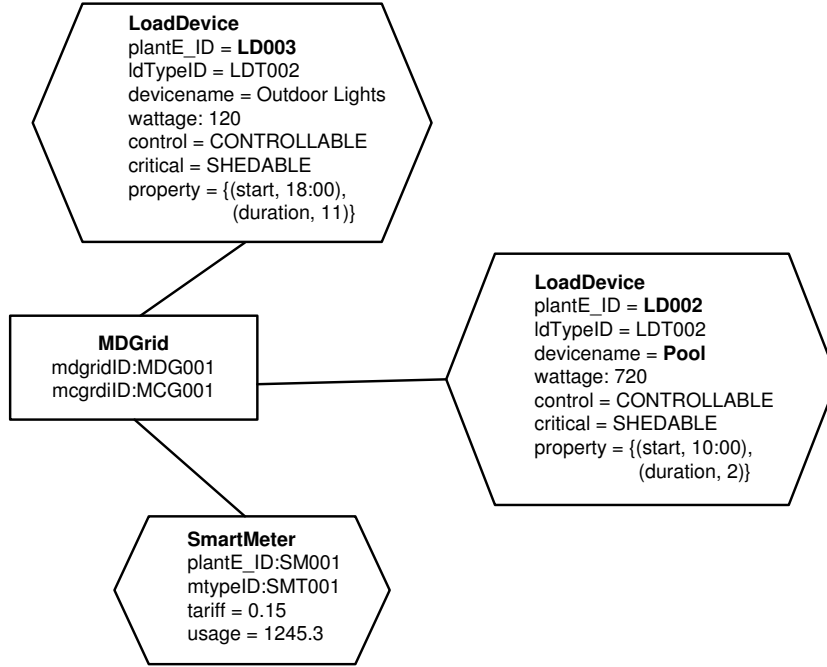 LoadDevice
plantE_ID = LD003
ldTypeID = LDT002
devicename = Outdoor Lights
wattage: 120
control = CONTROLLABLE
critical = SHEDABLE
property = {(start, 18:00),
(duration, 11)}
MDGrid
mdgridID:MDG001
mcgrdiID:MCG001
LoadDevice
plantE_ID = LD002
ldTypeID = LDT002
devicename = Pool
wattage: 720
control = CONTROLLABLE
critical = SHEDABLE
property = {(start, 10:00),
(duration, 2)}
SmartMeter
plantE_ID:SM001
mtypeID:SMT001
tariff = 0.15
usage = 1245.3